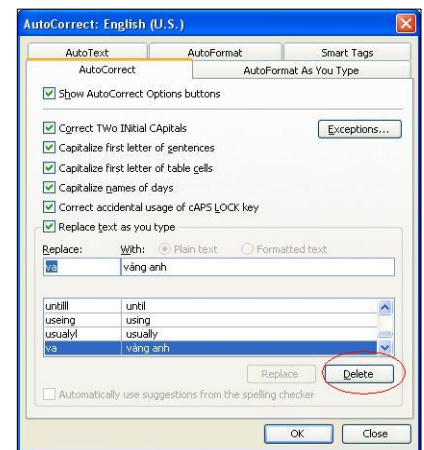 AutoCorrect: English (U.S.)
AutoText AutoFormat Smart Tags
AutoCorrect AutoFormat As You Type
Show AutoCorrect Options buttons
Correct TWo INitial CApitals Exceptions...
Capitalize first letter of sentences
Capitalize first letter of table cells
Capitalize names of days
Correct accidental usage of cAPS LOCK key
Replace text as you type
Replace: With: Plain text Formatted text
va vàng anh
untilll until
useing using
usualyl usually
va vàng anh
Replace Delete
Automatically use suggestions from the spelling checker
OK Close